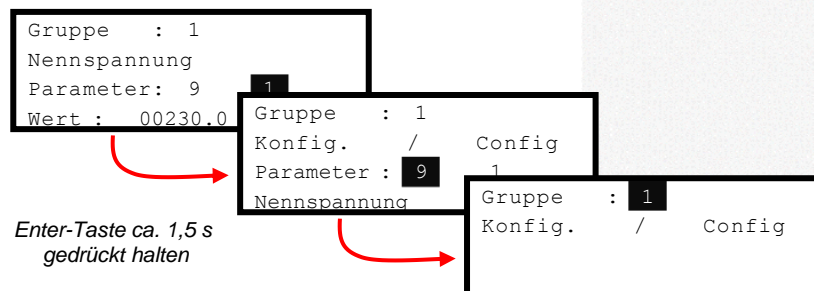 Gruppe : 1
Nennspannung
Parameter: 9 1
Wert : 00230.0
Gruppe : 1
Konfig. / Config
Parameter : 9 1
Nennspannung
Gruppe : 1
Konfig. / Config
Enter-Taste ca. 1,5 s
gedrückt halten